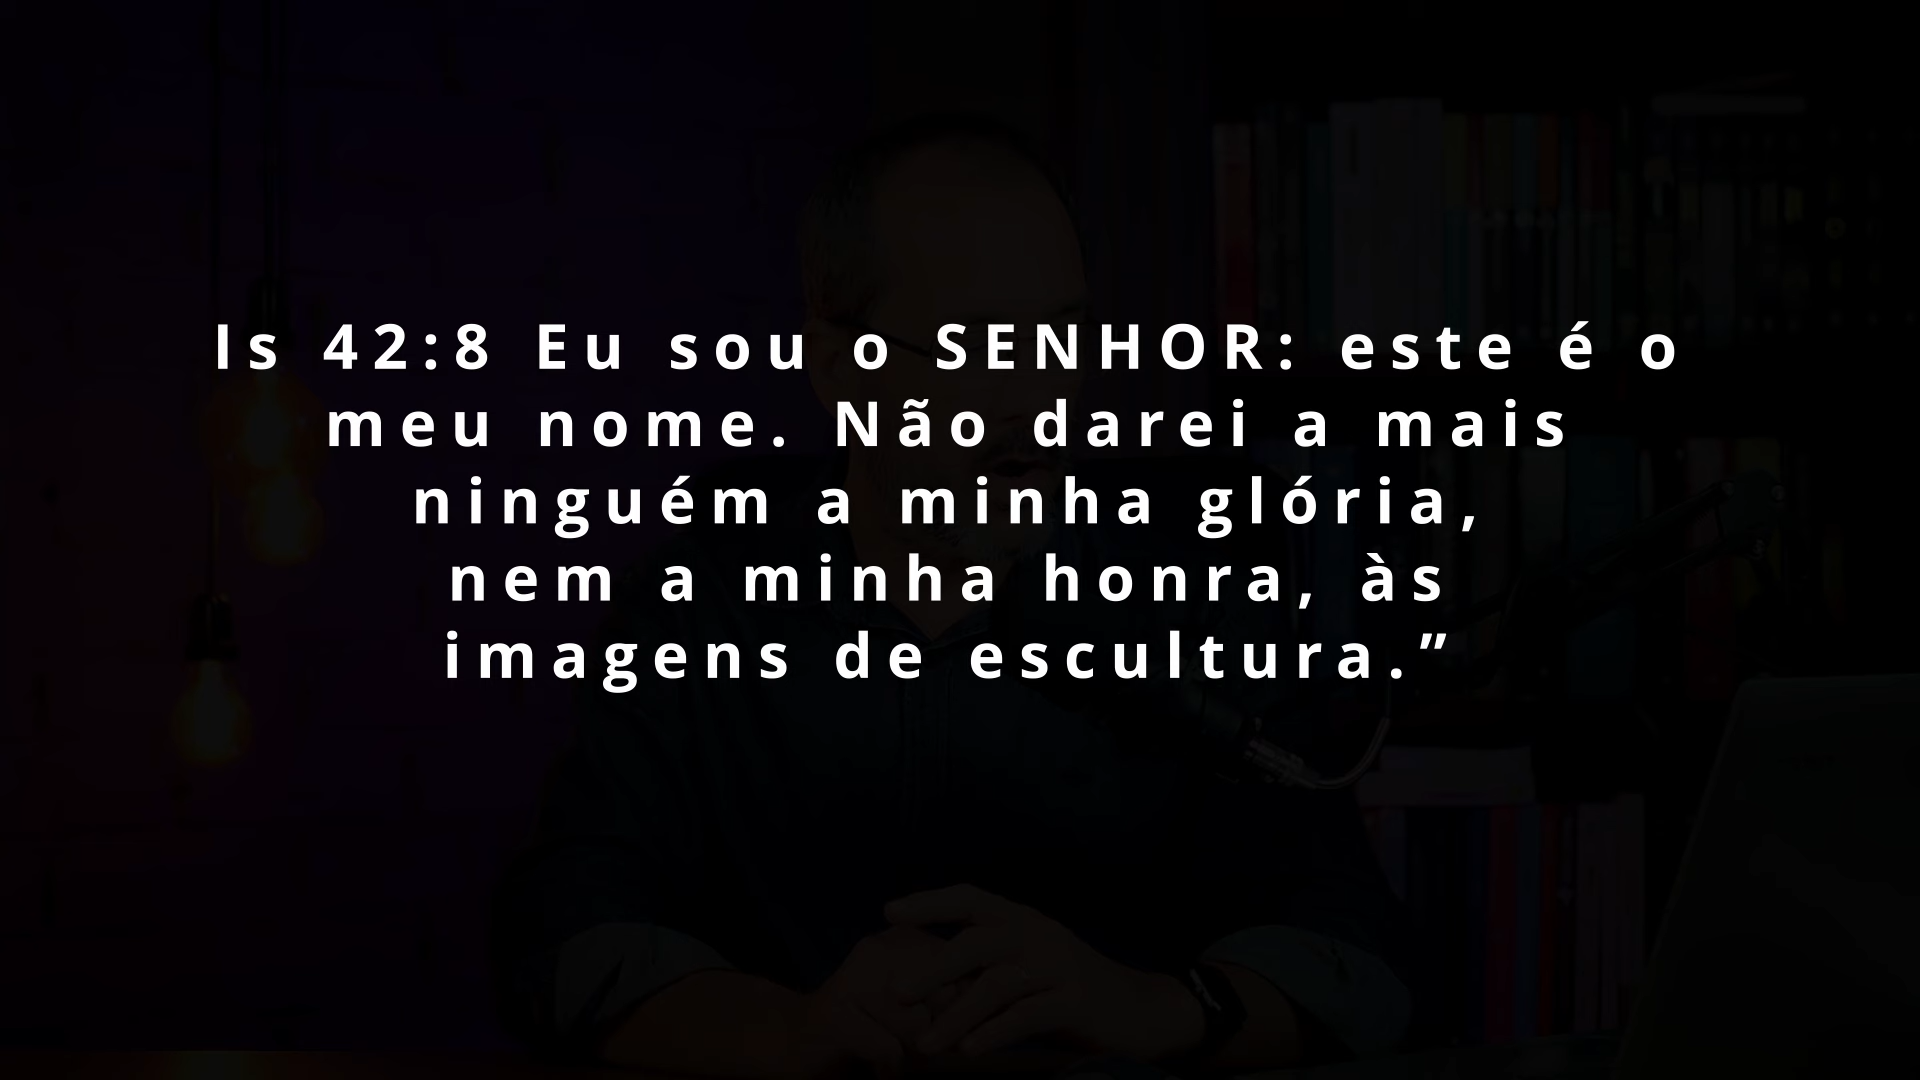 Is 42:8 Eu sou o SENHOR: este é o
meu nome. Não darei a mais
ninguém a minha glória,
nem a minha honra, às
imagens de escultura.”